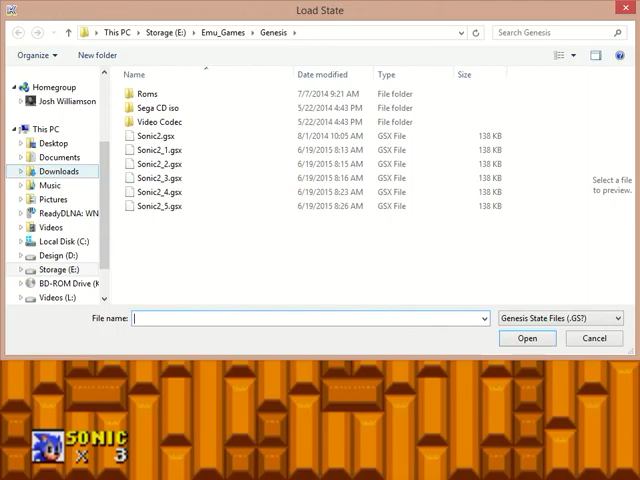 Load State
This PC
Storage (E:)
Emu_Games
Genesis
Search Genesis
Organize
New folder
Name
Date modified
Type
Size
Homegroup
Josh Williamson
This PC
Desktop
Documents
Downloads
Music
Pictures
ReadyDLNA: WN
Videos
Local Disk (C:)
Design (D:)
Storage (E:)
BD-ROM Drive (K
Videos (L:)
Roms 7/7/2014 9:21 AM File folder
Sega CD iso 5/22/2014 4:43 PM File folder
Video Codec 5/22/2014 4:43 PM File folder
Sonic2.gsx 8/1/2014 10:05 AM GSX File 138 KB
Sonic2_1.gsx 6/19/2015 8:13 AM GSX File 138 KB
Sonic2_2.gsx 6/19/2015 8:15 AM GSX File 138 KB
Sonic2_3.gsx 6/19/2015 8:16 AM GSX File 138 KB
Sonic2_4.gsx 6/19/2015 8:23 AM GSX File 138 KB
Sonic2_5.gsx 6/19/2015 8:26 AM GSX File 138 KB
Select a file
to preview.
File name:
Genesis State Files (.GS?)
Open
Cancel
SONIC
x 3